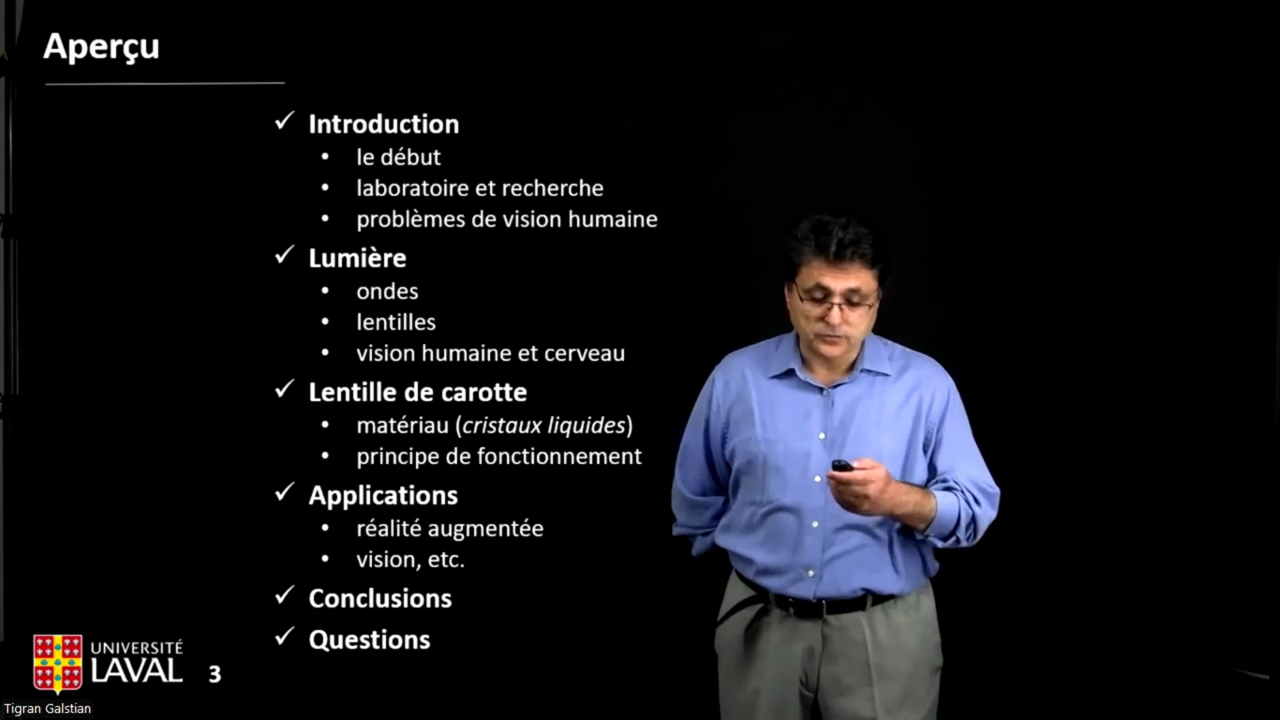 Aperçu
✓ Introduction
• le début
• laboratoire et recherche
• problèmes de vision humaine
✓ Lumière
• ondes
• lentilles
• vision humaine et cerveau
✓ Lentille de carotte
• matériau (cristaux liquides)
• principe de fonctionnement
✓ Applications
• réalité augmentée
• vision, etc.
✓ Conclusions
✓ Questions
UNIVERSITÉ
LAVAL 3
Tigran Galstian